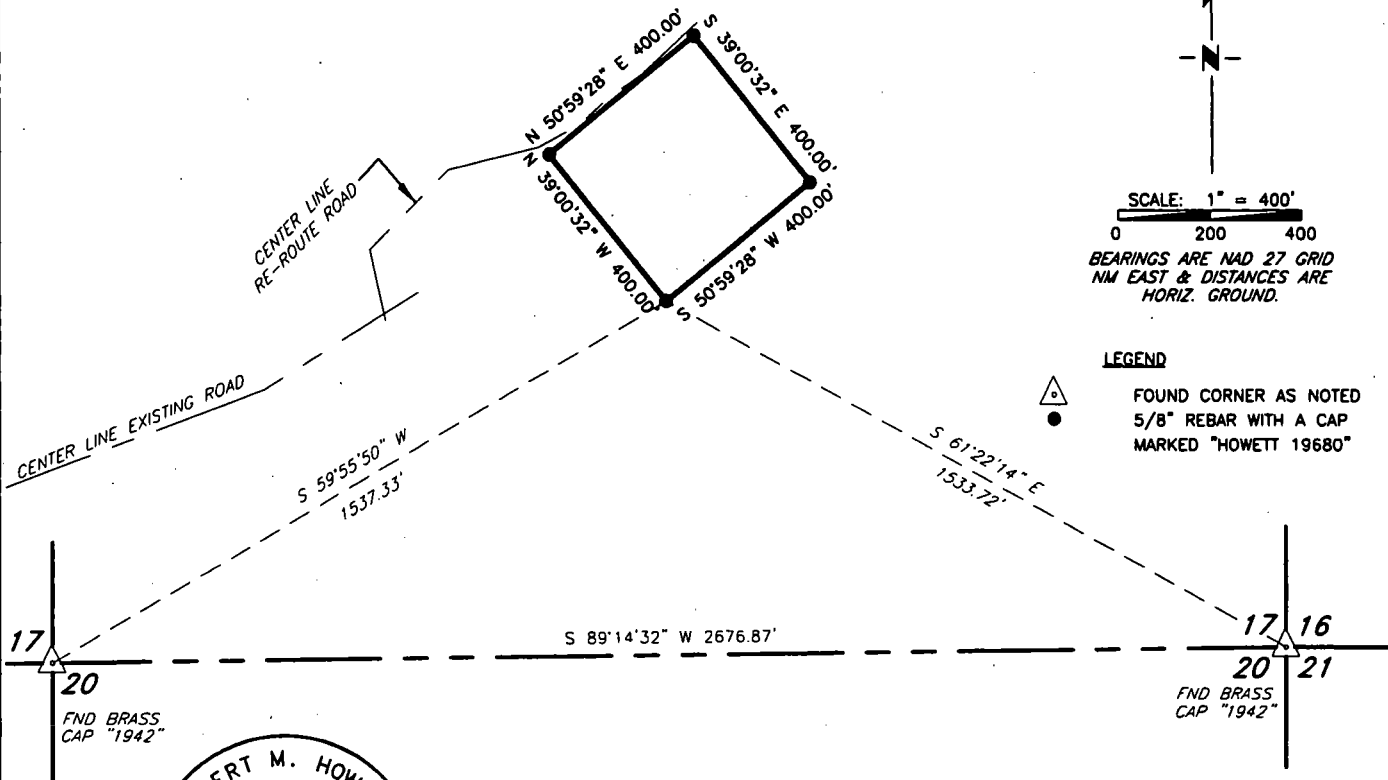 N 50°59'28" E 400.00'
S 39°00'32" E 400.00'
N 39°00'32" W 400.00'
S 50°59'28" W 400.00'
N
SCALE: 1" = 400'
0 200 400
BEARINGS ARE NAD 27 GRID
NM EAST & DISTANCES ARE
HORIZ. GROUND.
CENTER LINE
RE-ROUTE ROAD
LEGEND
FOUND CORNER AS NOTED
5/8" REBAR WITH A CAP
MARKED "HOWETT 19680"
CENTER LINE EXISTING ROAD
S 59°55'50" W
1537.33'
S 61°22'14" E
1533.72'
S 89°14'32" W 2676.87'
17
20
FND BRASS
CAP "1942"
17 16
20 21
FND BRASS
CAP "1942"
ERT M. HOW